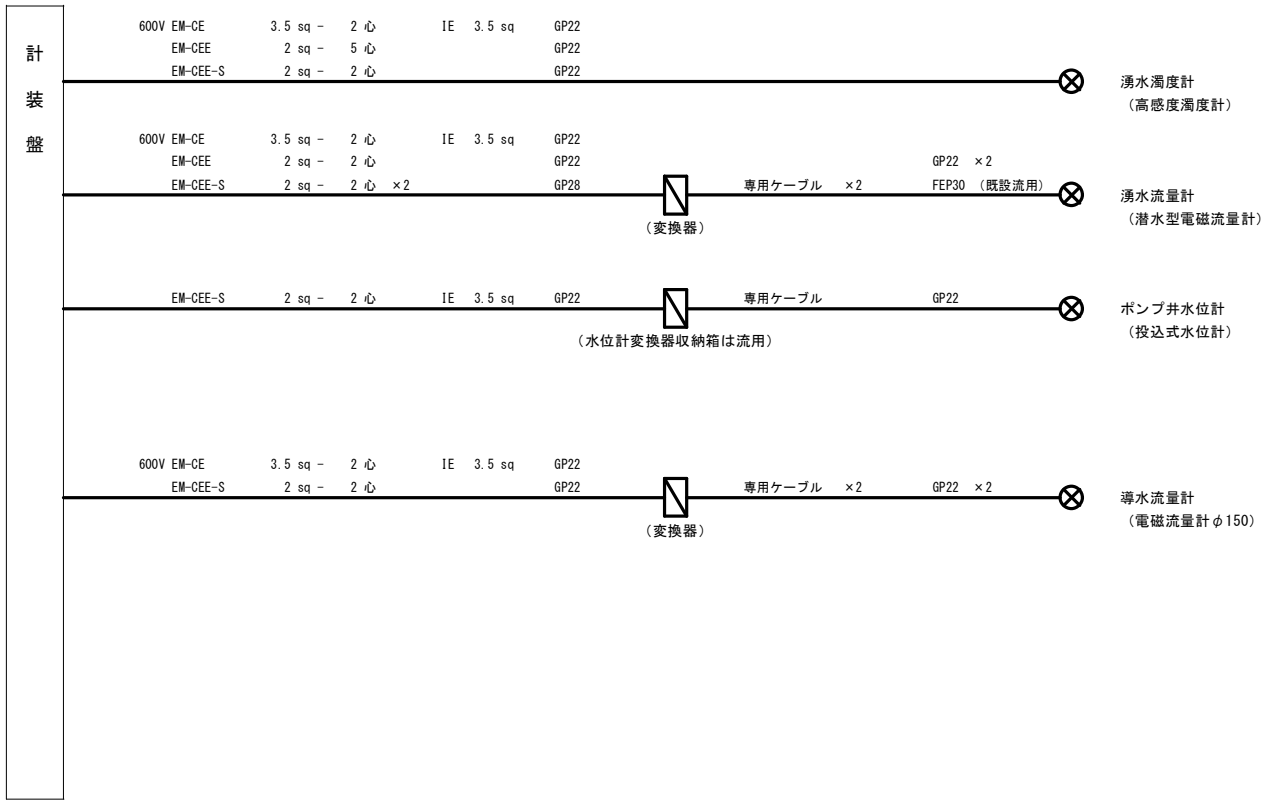 計
装
盤
600V EM-CE 3.5 sq - 2 心 IE 3.5 sq GP22
EM-CEE 2 sq - 5 心 GP22
EM-CEE-S 2 sq - 2 心 GP22
湧水濁度計
（高感度濁度計）
600V EM-CE 3.5 sq - 2 心 IE 3.5 sq GP22
EM-CEE 2 sq - 2 心 GP22 GP22 ×2
EM-CEE-S 2 sq - 2 心 ×2 GP28 専用ケーブル ×2 FEP30 （既設流用）
湧水流量計
（潜水型電磁流量計）
（変換器）
EM-CEE-S 2 sq - 2 心 IE 3.5 sq GP22 専用ケーブル GP22
ポンプ井水位計
（投込式水位計）
（水位計変換器収納箱は流用）
600V EM-CE 3.5 sq - 2 心 IE 3.5 sq GP22
EM-CEE-S 2 sq - 2 心 GP22 専用ケーブル ×2 GP22 ×2
導水流量計
（電磁流量計φ150）
（変換器）